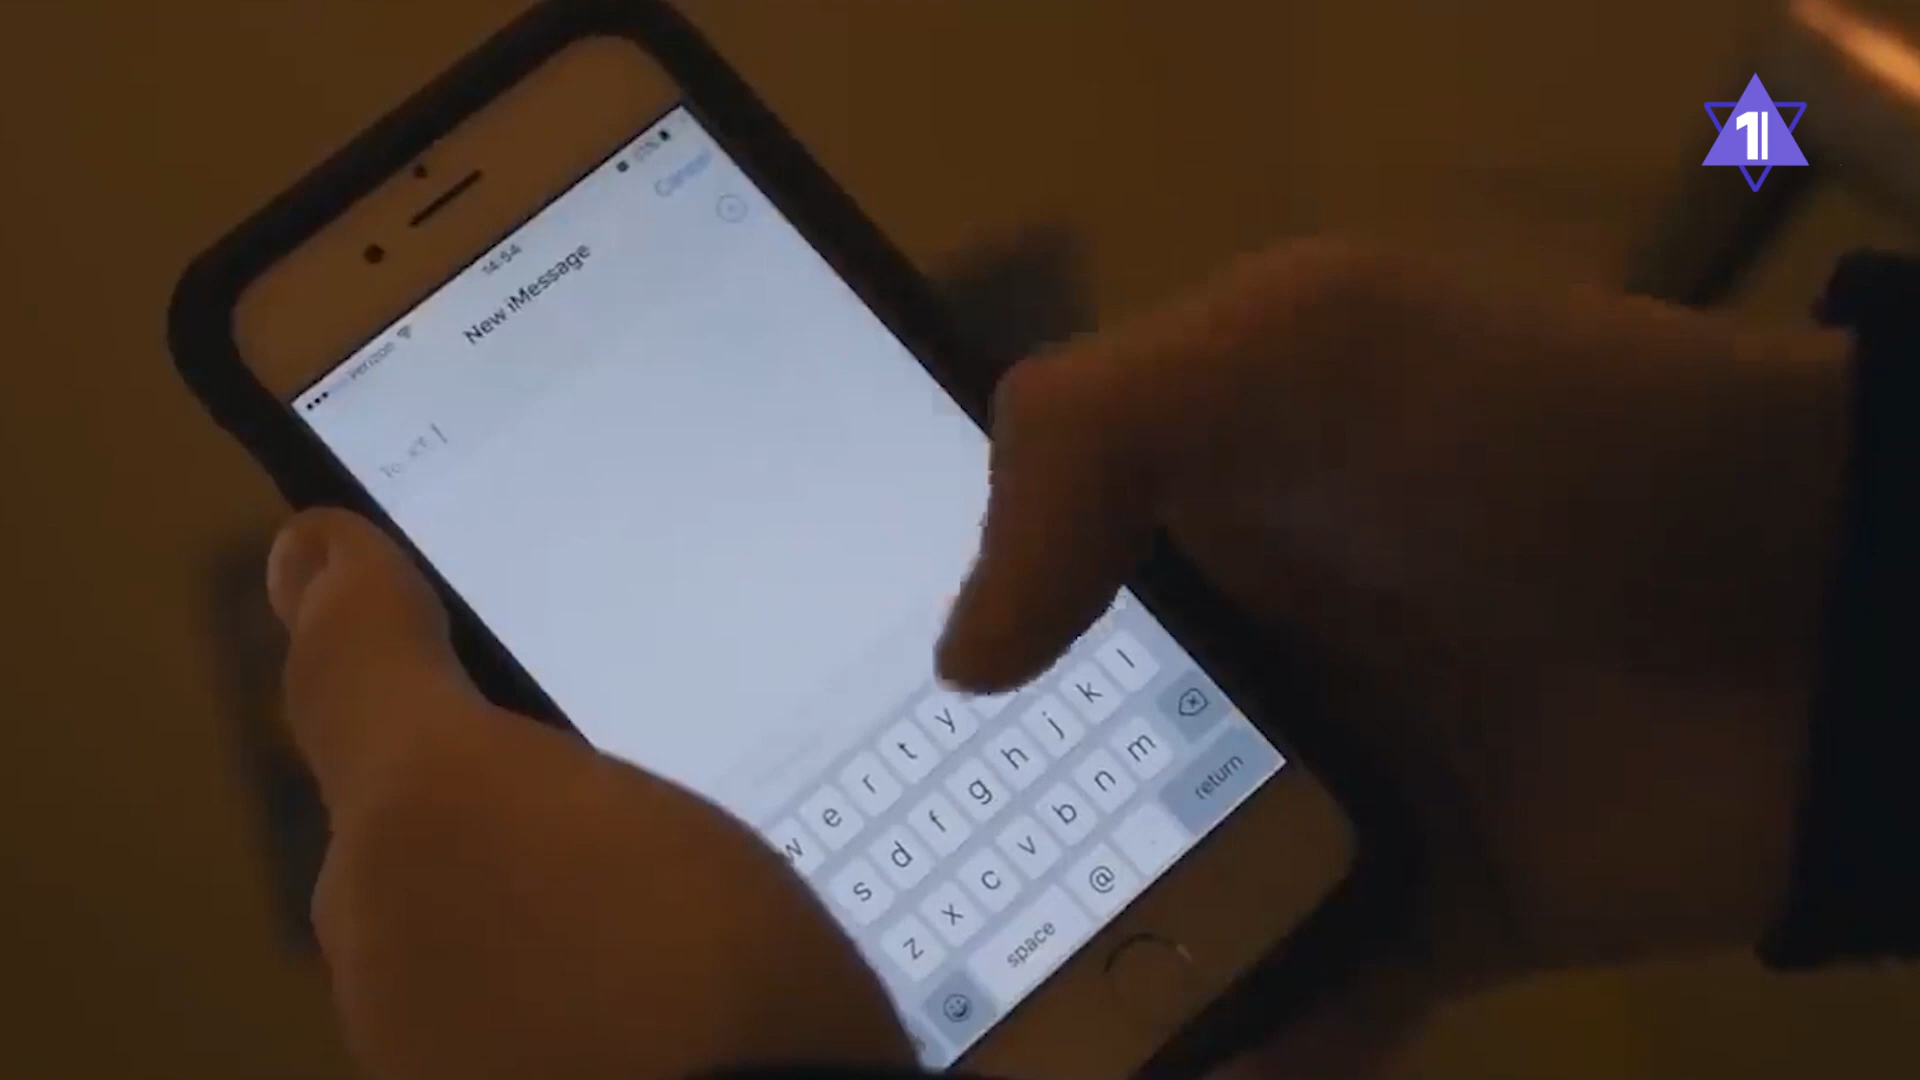 verizon
14:54
New iMessage
Cancel
To:
w e r t y
s d f g h j k l
z x c v b n m
space @ . return
1